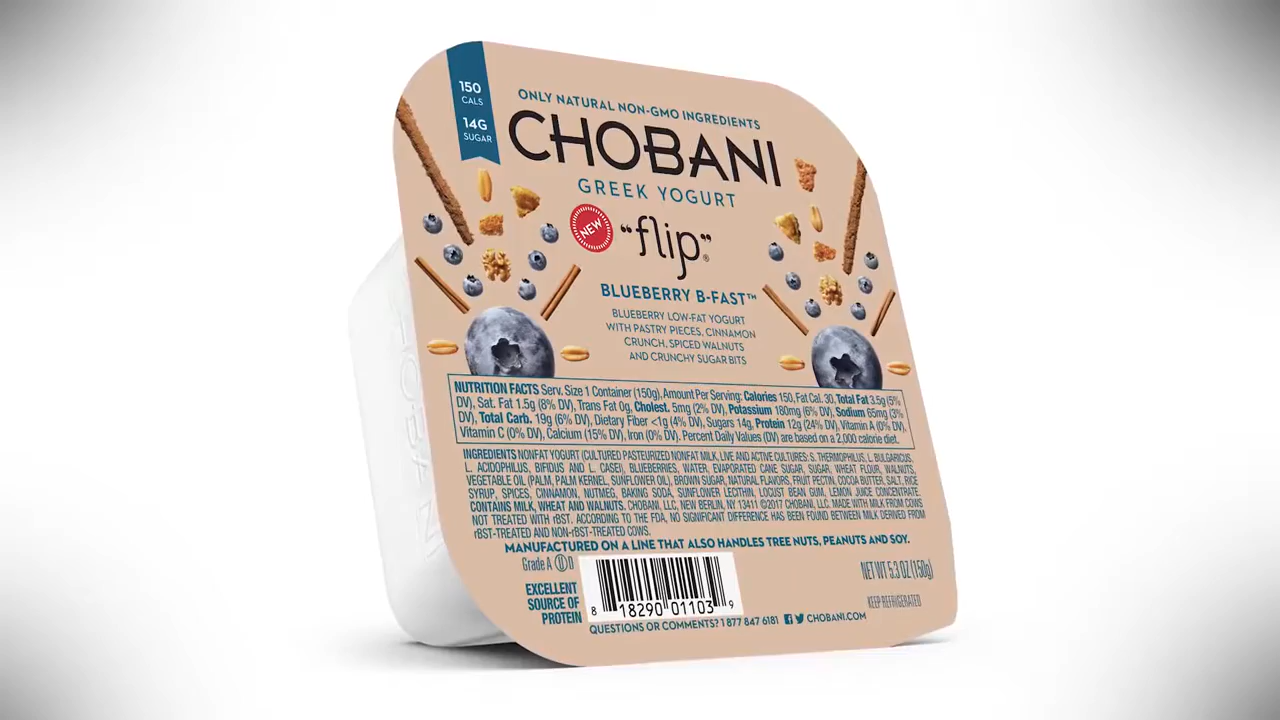 150
CALS
14G
SUGAR
ONLY NATURAL NON-GMO INGREDIENTS
CHOBANI
GREEK YOGURT
NEW
"flip"®
BLUEBERRY B-FAST™
BLUEBERRY LOW-FAT YOGURT
WITH PASTRY PIECES, CINNAMON
CRUNCH, SPICED WALNUTS
AND CRUNCHY SUGAR BITS
NUTRITION FACTS Serv. Size 1 Container (150g), Amount Per Serving: Calories 150, Fat Cal. 30, Total Fat 3.5g (5%
DV), Sat. Fat 1.5g (8% DV), Trans Fat 0g, Cholest. 5mg (2% DV), Potassium 180mg (6% DV), Sodium 65mg (3%
DV), Total Carb. 19g (6% DV), Dietary Fiber <1g (4% DV), Sugars 14g, Protein 12g (24% DV), Vitamin A (0% DV),
Vitamin C (0% DV), Calcium (15% DV), Iron (0% DV). Percent Daily Values (DV) are based on a 2,000 calorie diet.
INGREDIENTS NONFAT YOGURT (CULTURED PASTEURIZED NONFAT MILK, LIVE AND ACTIVE CULTURES: S. THERMOPHILUS, L. BULGARICUS,
L. ACIDOPHILUS, BIFIDUS AND L. CASEI), BLUEBERRIES, WATER, EVAPORATED CANE SUGAR, SUGAR, WHEAT FLOUR, WALNUTS,
VEGETABLE OIL (PALM, PALM KERNEL, SUNFLOWER OIL), BROWN SUGAR, NATURAL FLAVORS, FRUIT PECTIN, COCOA BUTTER, SALT, RICE
SYRUP, SPICES, CINNAMON, NUTMEG, BAKING SODA, SUNFLOWER LECITHIN, LOCUST BEAN GUM, LEMON JUICE CONCENTRATE.
CONTAINS MILK, WHEAT AND WALNUTS. CHOBANI, LLC, NEW BERLIN, NY 13411 ©2017 CHOBANI, LLC. MADE WITH MILK FROM COWS
NOT TREATED WITH rBST. ACCORDING TO THE FDA, NO SIGNIFICANT DIFFERENCE HAS BEEN FOUND BETWEEN MILK DERIVED FROM
rBST-TREATED AND NON-rBST-TREATED COWS.
MANUFACTURED ON A LINE THAT ALSO HANDLES TREE NUTS, PEANUTS AND SOY.
Grade A Ⓤ D
EXCELLENT
SOURCE OF
PROTEIN
8 18290 01103 9
NET WT 5.3 OZ (150g)
KEEP REFRIGERATED
QUESTIONS OR COMMENTS? 1 877 847 6181 CHOBANI.COM